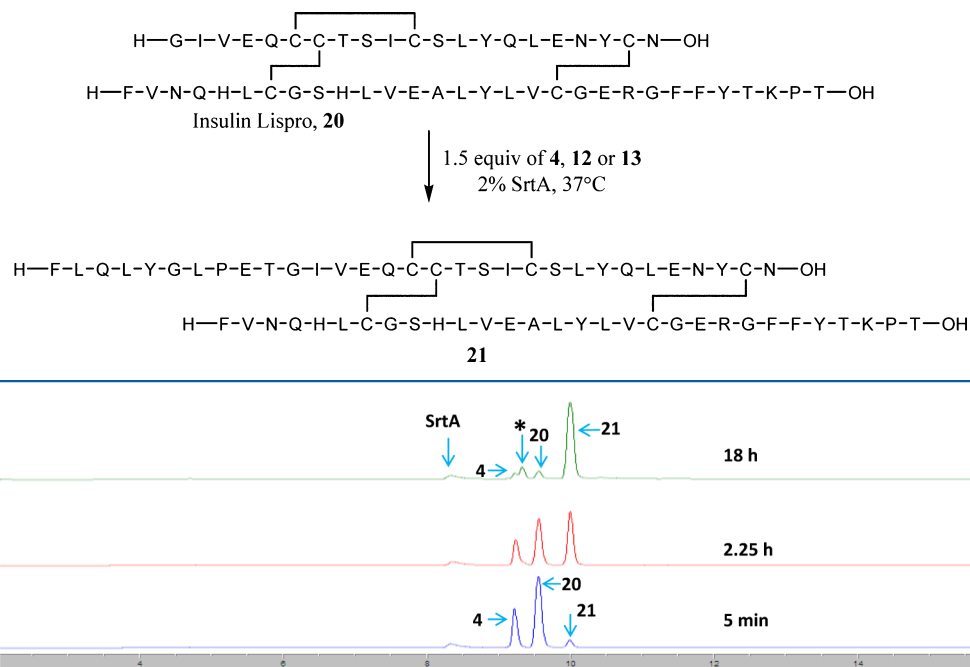 H—G–I–V–E–Q–C–C–T–S–I–C–S–L–Y–Q–L–E–N–Y–C–N—OH
H—F–V–N–Q–H–L–C–G–S–H–L–V–E–A–L–Y–L–V–C–G–E–R–G–F–F–Y–T–K–P–T—OH
Insulin Lispro, 20
1.5 equiv of 4, 12 or 13
2% SrtA, 37°C
H—F–L–Q–L–Y–G–L–P–E–T–G–I–V–E–Q–C–C–T–S–I–C–S–L–Y–Q–L–E–N–Y–C–N—OH
H—F–V–N–Q–H–L–C–G–S–H–L–V–E–A–L–Y–L–V–C–G–E–R–G–F–F–Y–T–K–P–T—OH
21
SrtA * 20 21
4 18 h
2.25 h
20
4 21 5 min
4 6 8 10 12 14